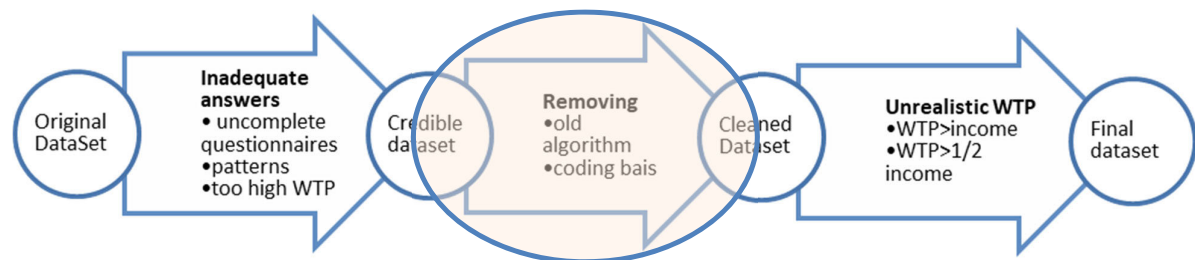 Original
DataSet
Inadequate
answers
• uncomplete
questionnaires
•patterns
•too high WTP
Credible
dataset
Removing
•old
algorithm
•coding bais
Cleaned
Dataset
Unrealistic WTP
•WTP>income
•WTP>1/2
income
Final
dataset